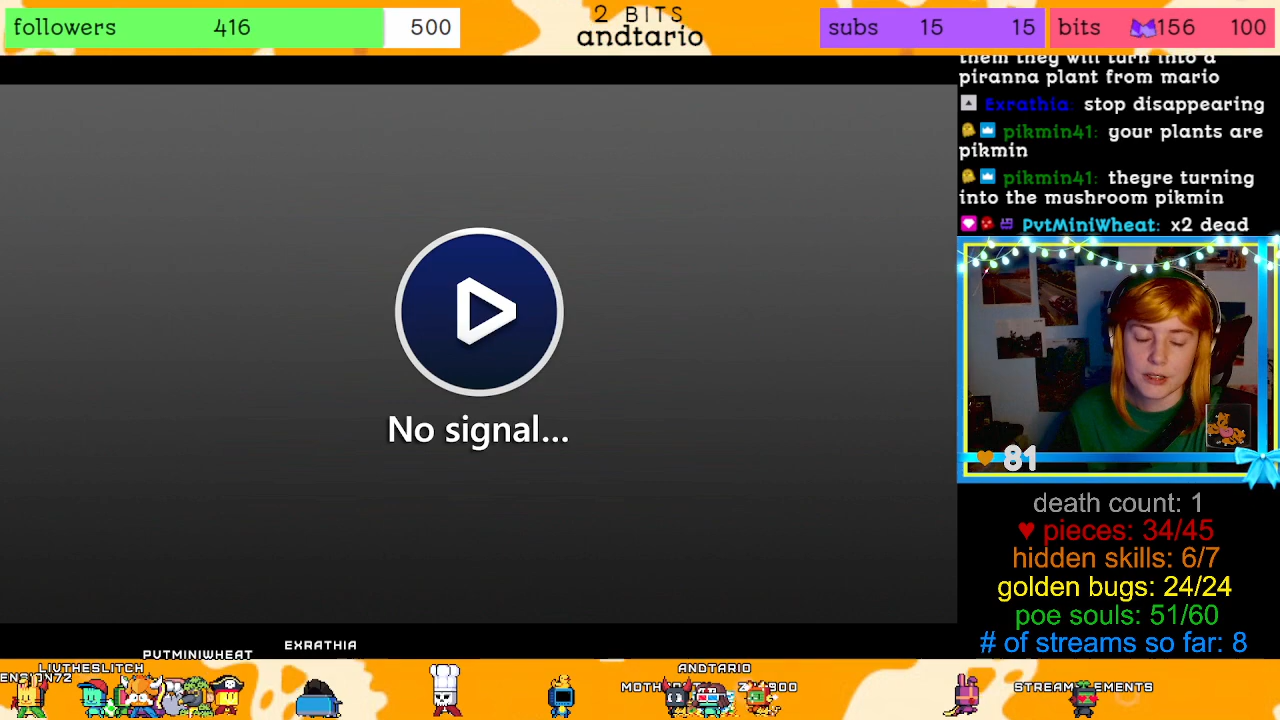 followers 416 500
2 BITS
andtario
subs 15 15
bits 156 100
them they will turn into a
piranna plant from mario
Exrathia: stop disappearing
pikmin41: your plants are
pikmin
pikmin41: theyre turning
into the mushroom pikmin
PvtMiniWheat: x2 dead
No signal...
81
death count: 1
♥ pieces: 34/45
hidden skills: 6/7
golden bugs: 24/24
poe souls: 51/60
# of streams so far: 8
EXRATHIA
PVTMINIWHEAT
LIVTHESLITCH
ANDTARIO